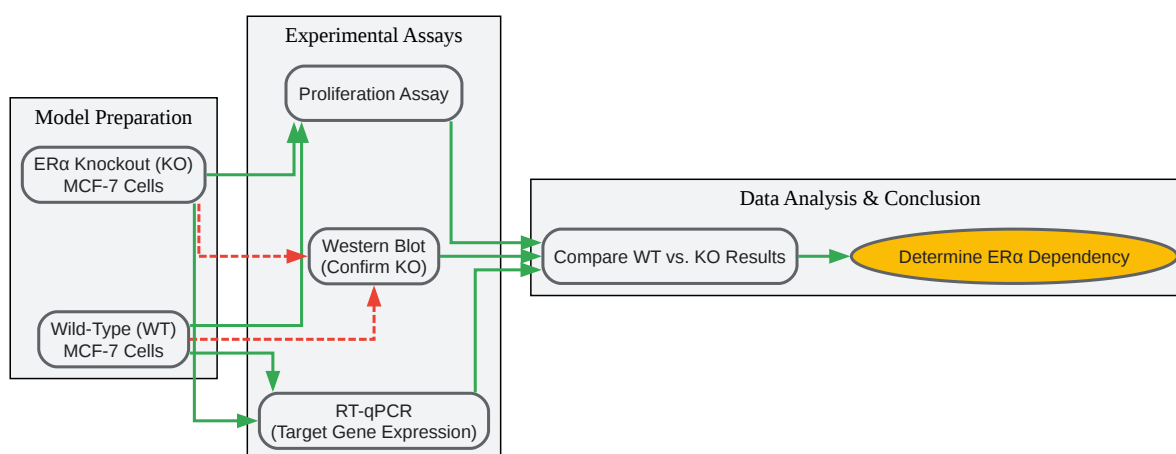 Model Preparation
ERα Knockout (KO)
MCF-7 Cells
Wild-Type (WT)
MCF-7 Cells
Experimental Assays
Proliferation Assay
Western Blot
(Confirm KO)
RT-qPCR
(Target Gene Expression)
Data Analysis & Conclusion
Compare WT vs. KO Results
Determine ERα Dependency